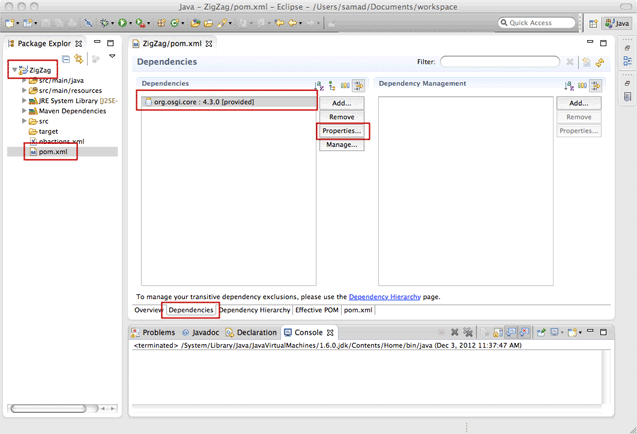 Java - ZigZag/pom.xml - Eclipse - /Users/samad/Documents/workspace
Quick Access
Java
Package Explor
ZigZag/pom.xml
ZigZag
src/main/java
src/main/resources
JRE System Library [J2SE-
Maven Dependencies
src
target
nbactions.xml
pom.xml
Dependencies
Filter:
Dependencies
Dependency Management
org.osgi.core : 4.3.0 [provided]
Add...
Remove
Properties...
Manage...
Add...
Remove
Properties...
To manage your transitive dependency exclusions, please use the Dependency Hierarchy page.
Overview Dependencies Dependency Hierarchy Effective POM pom.xml
Problems Javadoc Declaration Console
<terminated> /System/Library/Java/JavaVirtualMachines/1.6.0.jdk/Contents/Home/bin/java (Dec 3, 2012 11:37:47 AM)